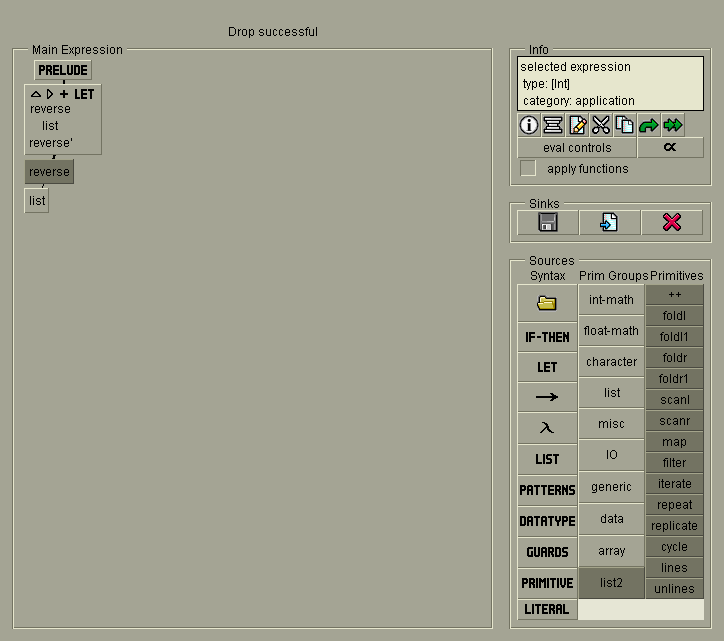 Drop successful
Main Expression
PRELUDE
+ LET
reverse
list
reverse'
reverse
list
Info
selected expression
type: [Int]
category: application
eval controls
∝
apply functions
Sinks
Sources
Syntax Prim Groups Primitives
IF-THEN
LET
→
λ
LIST
PATTERNS
DATATYPE
GUARDS
PRIMITIVE
LITERAL
int-math
float-math
character
list
misc
IO
generic
data
array
list2
++
foldl
foldl1
foldr
foldr1
scanl
scanr
map
filter
iterate
repeat
replicate
cycle
lines
unlines